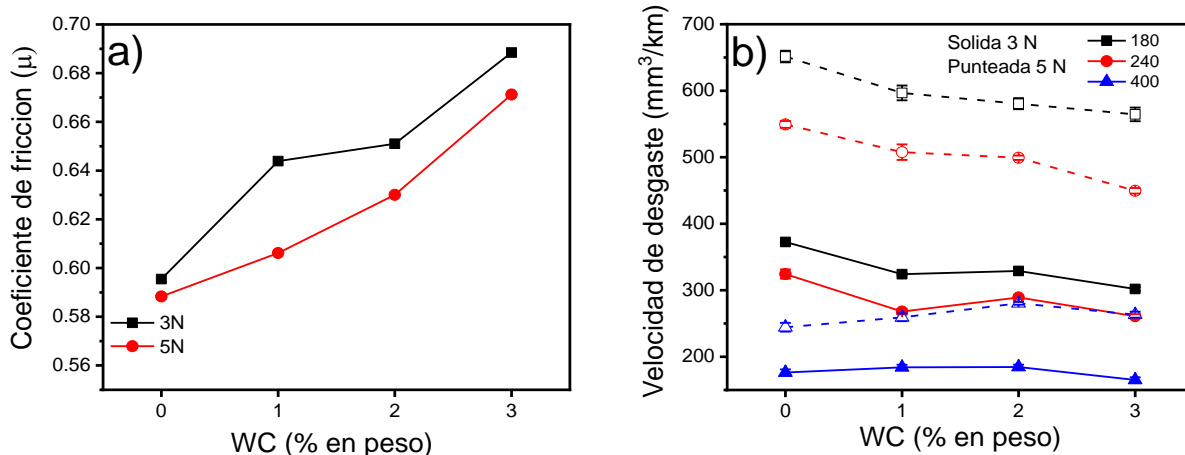 a)
Coeficiente de friccion (μ)
0.70
0.68
0.66
0.64
0.62
0.60
0.58
0.56
3N
5N
0 1 2 3
WC (% en peso)
b)
Velocidad de desgaste (mm³/km)
700
600
500
400
300
200
Solida 3 N
Punteada 5 N
180
240
400
0 1 2 3
WC (% en peso)